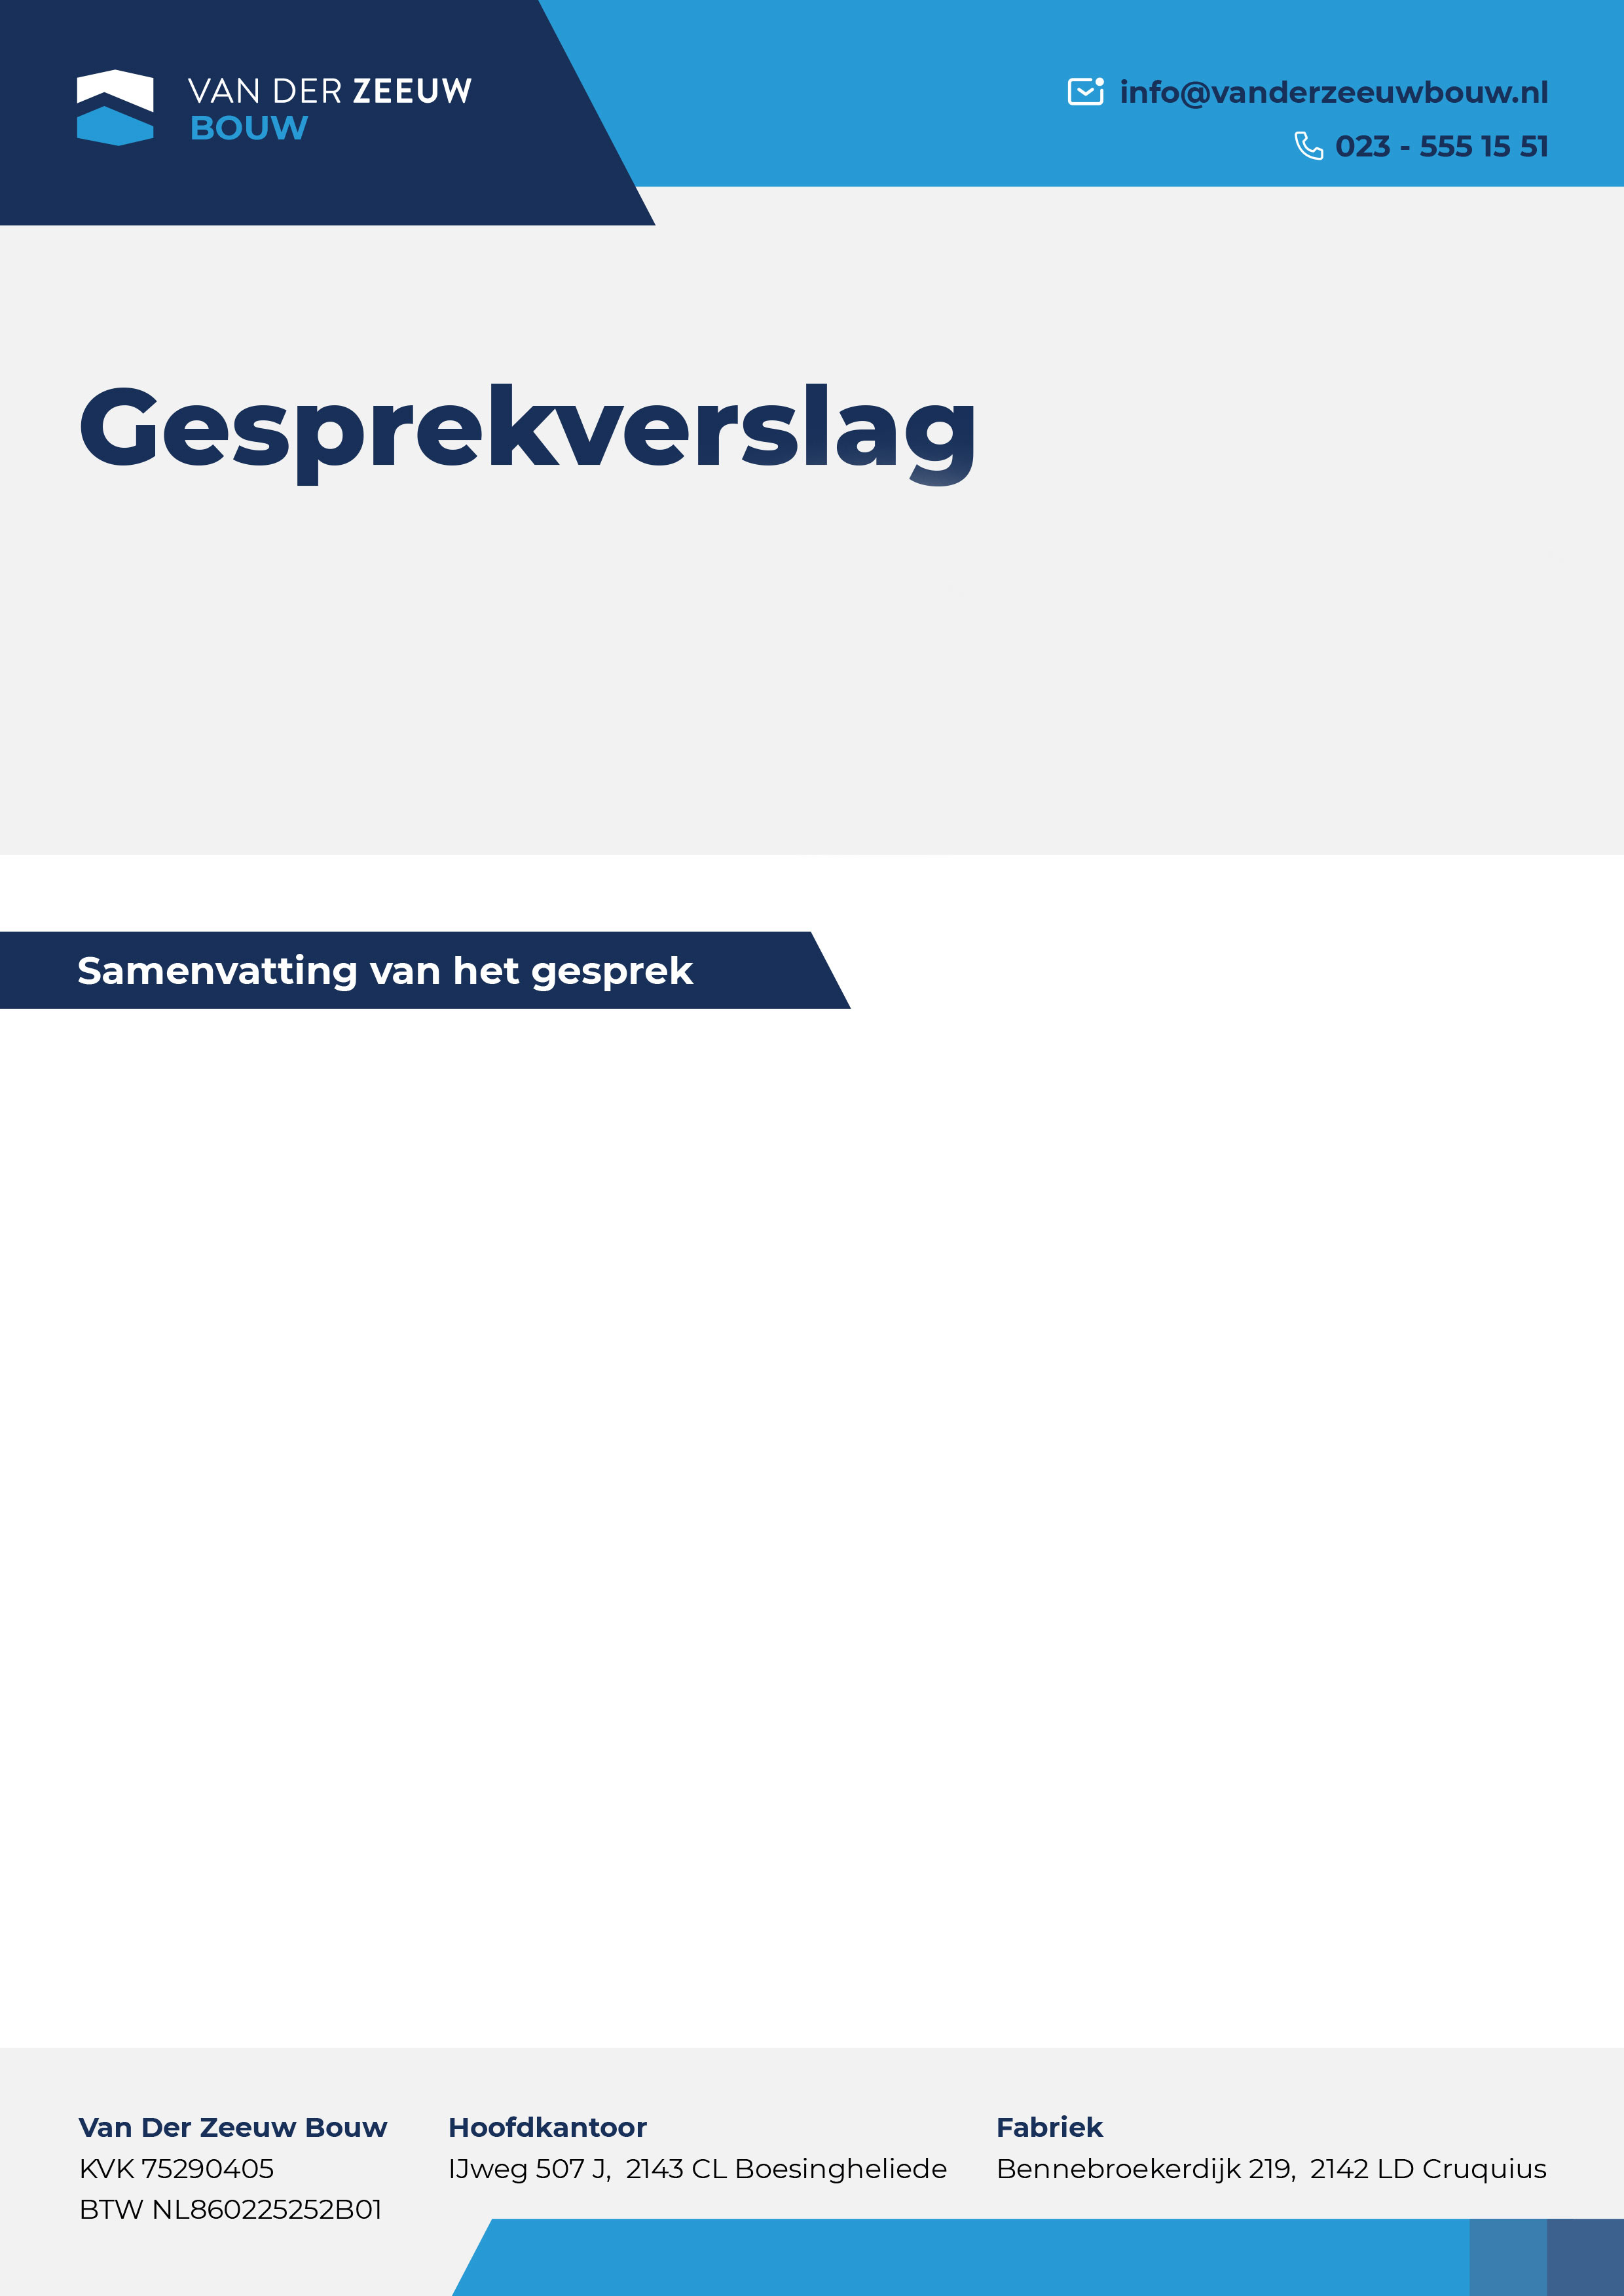 VAN DER ZEEUW
BOUW
info@vanderzeeuwbouw.nl
023 - 555 15 51
Gesprekverslag
Samenvatting van het gesprek
Van Der Zeeuw Bouw
KVK 75290405
BTW NL860225252B01
Hoofdkantoor
IJweg 507 J, 2143 CL Boesingheliede
Fabriek
Bennebroekerdijk 219, 2142 LD Cruquius